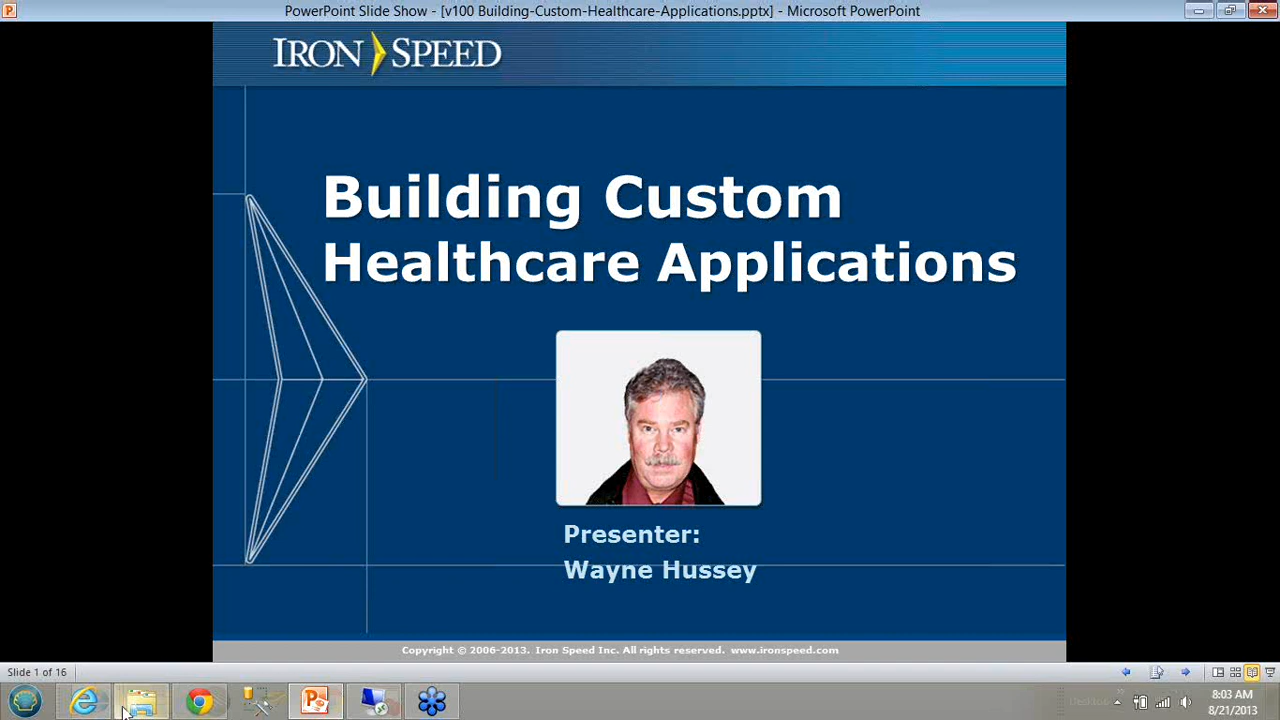 PowerPoint Slide Show - [v100 Building-Custom-Healthcare-Applications.pptx] - Microsoft PowerPoint
IRON SPEED
Building Custom
Healthcare Applications
Presenter:
Wayne Hussey
Copyright © 2006-2013. Iron Speed Inc. All rights reserved. www.ironspeed.com
Slide 1 of 16
Desktop
8:03 AM
8/21/2013